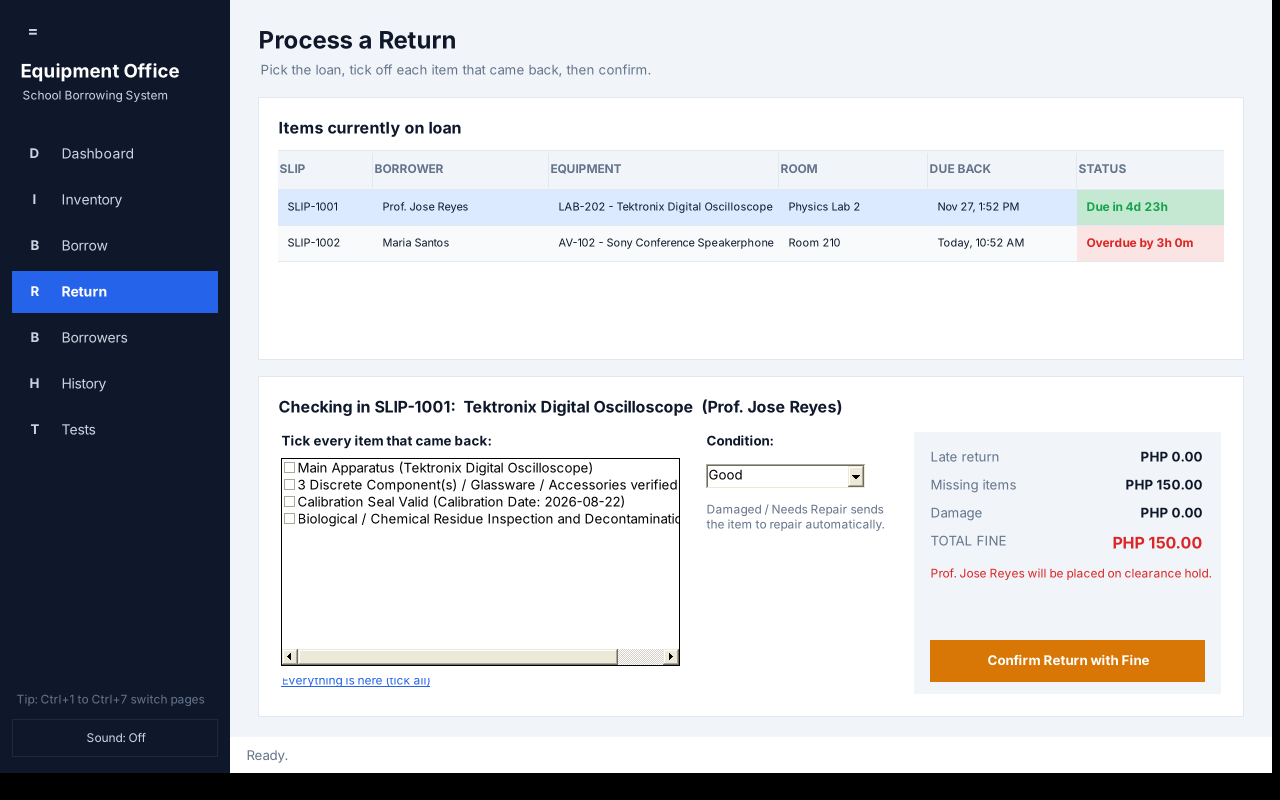 =
Equipment Office
School Borrowing System
D Dashboard
I Inventory
B Borrow
R Return
B Borrowers
H History
T Tests
Tip: Ctrl+1 to Ctrl+7 switch pages
Sound: Off
Process a Return
Pick the loan, tick off each item that came back, then confirm.
Items currently on loan
SLIP BORROWER EQUIPMENT ROOM DUE BACK STATUS
SLIP-1001 Prof. Jose Reyes LAB-202 - Tektronix Digital Oscilloscope Physics Lab 2 Nov 27, 1:52 PM Due in 4d 23h
SLIP-1002 Maria Santos AV-102 - Sony Conference Speakerphone Room 210 Today, 10:52 AM Overdue by 3h 0m
Checking in SLIP-1001: Tektronix Digital Oscilloscope (Prof. Jose Reyes)
Tick every item that came back:
Main Apparatus (Tektronix Digital Oscilloscope)
3 Discrete Component(s) / Glassware / Accessories verified
Calibration Seal Valid (Calibration Date: 2026-08-22)
Biological / Chemical Residue Inspection and Decontaminatio
Everything is here (tick all)
Condition:
Good
Damaged / Needs Repair sends
the item to repair automatically.
Late return PHP 0.00
Missing items PHP 150.00
Damage PHP 0.00
TOTAL FINE PHP 150.00
Prof. Jose Reyes will be placed on clearance hold.
Confirm Return with Fine
Ready.